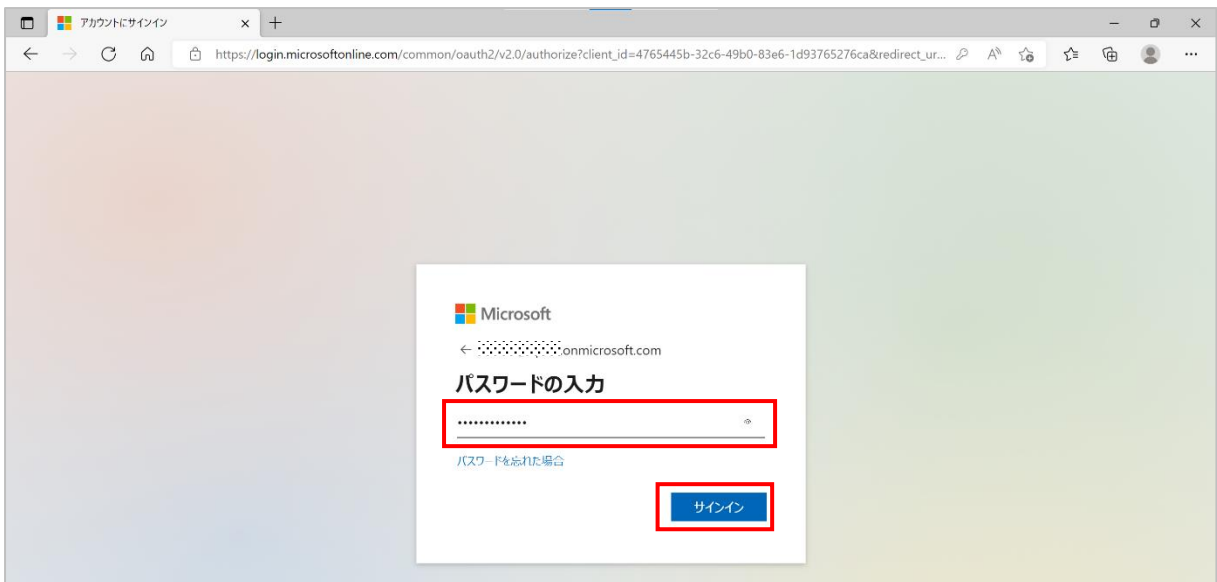 アカウントにサインイン
https://login.microsoftonline.com/common/oauth2/v2.0/authorize?client_id=4765445b-32c6-49b0-83e6-1d93765276ca&redirect_ur...
Microsoft
.onmicrosoft.com
パスワードの入力
パスワードを忘れた場合
サインイン